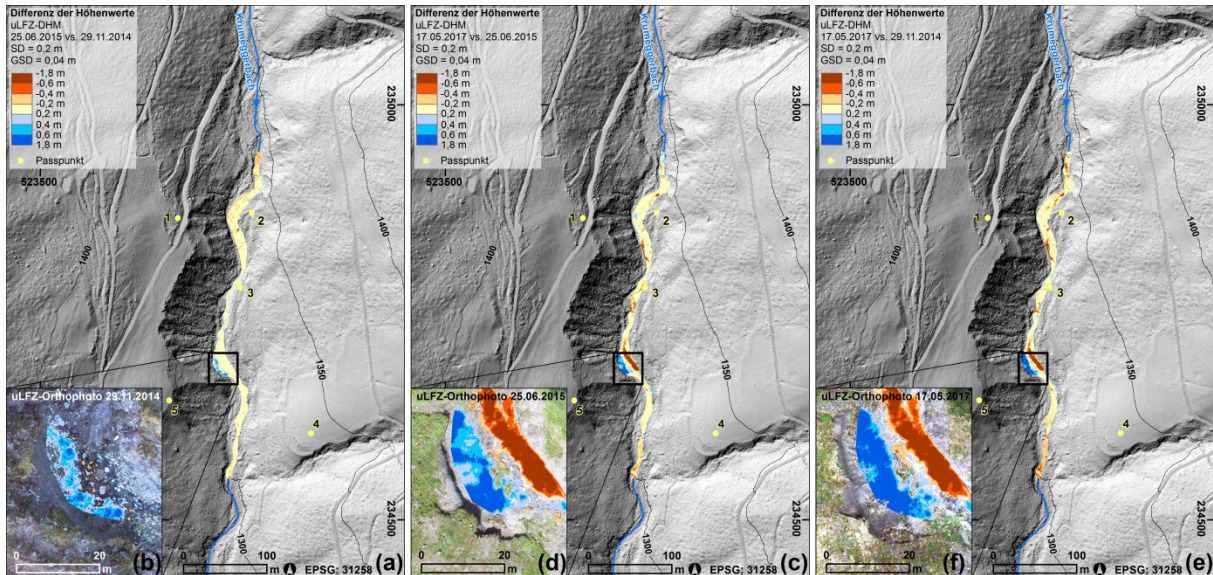 Differenz der Höhenwerte
uLFZ-DHM
25.06.2015 vs. 29.11.2014
SD = 0,2 m
GSD = 0,04 m
-1,8 m
-0,6 m
-0,4 m
-0,2 m
0,2 m
0,4 m
0,6 m
1,8 m
Passpunkt
Krumeggerbach
235000
523500
1
2
1400
1400
3
1350
uLFZ-Orthophoto 29.11.2014
5
4
234500
1300
0 20
m
(b)
0 100
m
EPSG: 31258
(a)
Differenz der Höhenwerte
uLFZ-DHM
17.05.2017 vs. 25.06.2015
SD = 0,2 m
GSD = 0,04 m
-1,8 m
-0,6 m
-0,4 m
-0,2 m
0,2 m
0,4 m
0,6 m
1,8 m
Passpunkt
Krumeggerbach
235000
523500
1
2
1400
1400
3
1350
uLFZ-Orthophoto 25.06.2015
5
4
234500
1300
0 20
m
(d)
0 100
m
EPSG: 31258
(c)
Differenz der Höhenwerte
uLFZ-DHM
17.05.2017 vs. 29.11.2014
SD = 0,2 m
GSD = 0,04 m
-1,8 m
-0,6 m
-0,4 m
-0,2 m
0,2 m
0,4 m
0,6 m
1,8 m
Passpunkt
Krumeggerbach
235000
523500
1
2
1400
1400
3
1350
uLFZ-Orthophoto 17.05.2017
5
4
234500
1300
0 20
m
(f)
0 100
m
EPSG: 31258
(e)